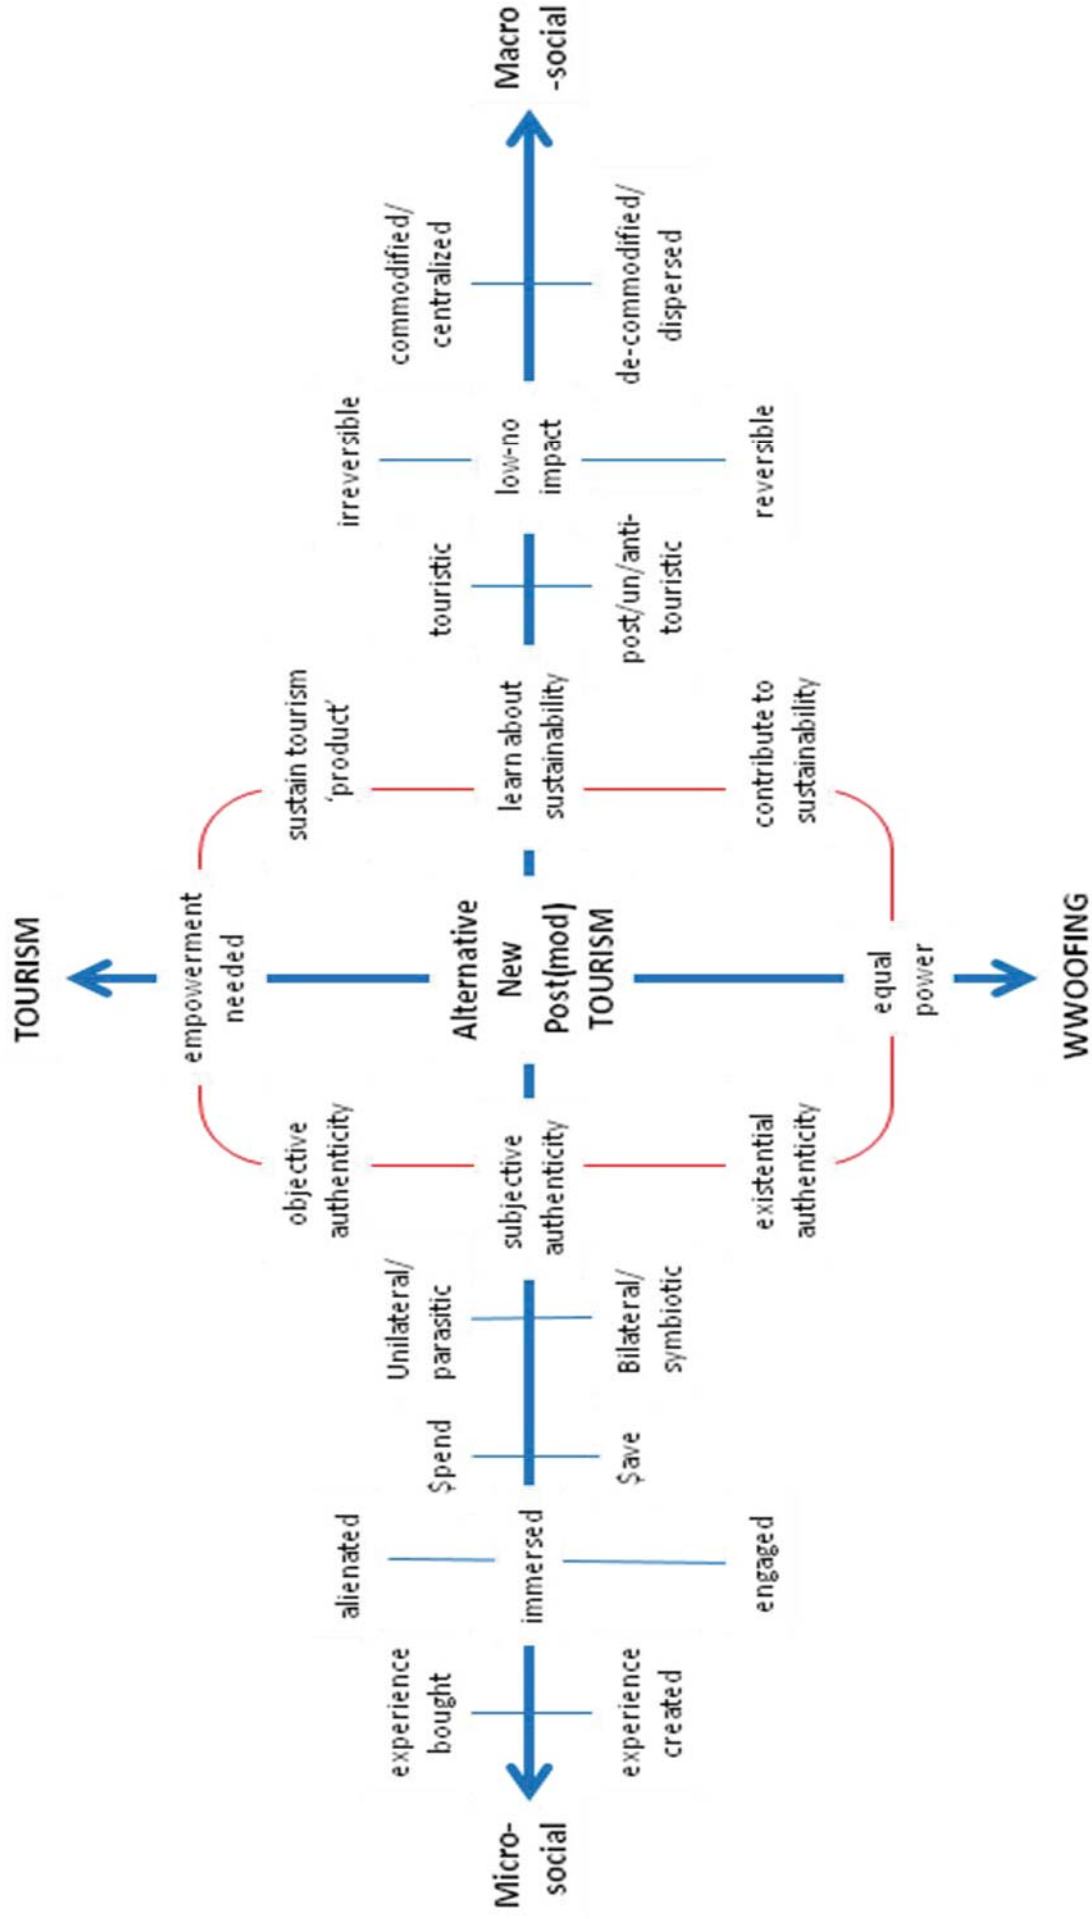 TOURISM
empowerment
needed
objective
authenticity
sustain tourism
‘product’
alienated
irreversible
experience
bought
$pend
Unilateral/
parasitic
touristic
commodified/
centralized
Micro-
social
immersed
subjective
authenticity
Alternative
New
Post(mod)
TOURISM
learn about
sustainability
low-no
impact
Macro
-social
experience
created
$ave
Bilateral/
symbiotic
post/un/anti-
touristic
de-commodified/
dispersed
engaged
existential
authenticity
contribute to
sustainability
reversible
equal
power
WWOOFING